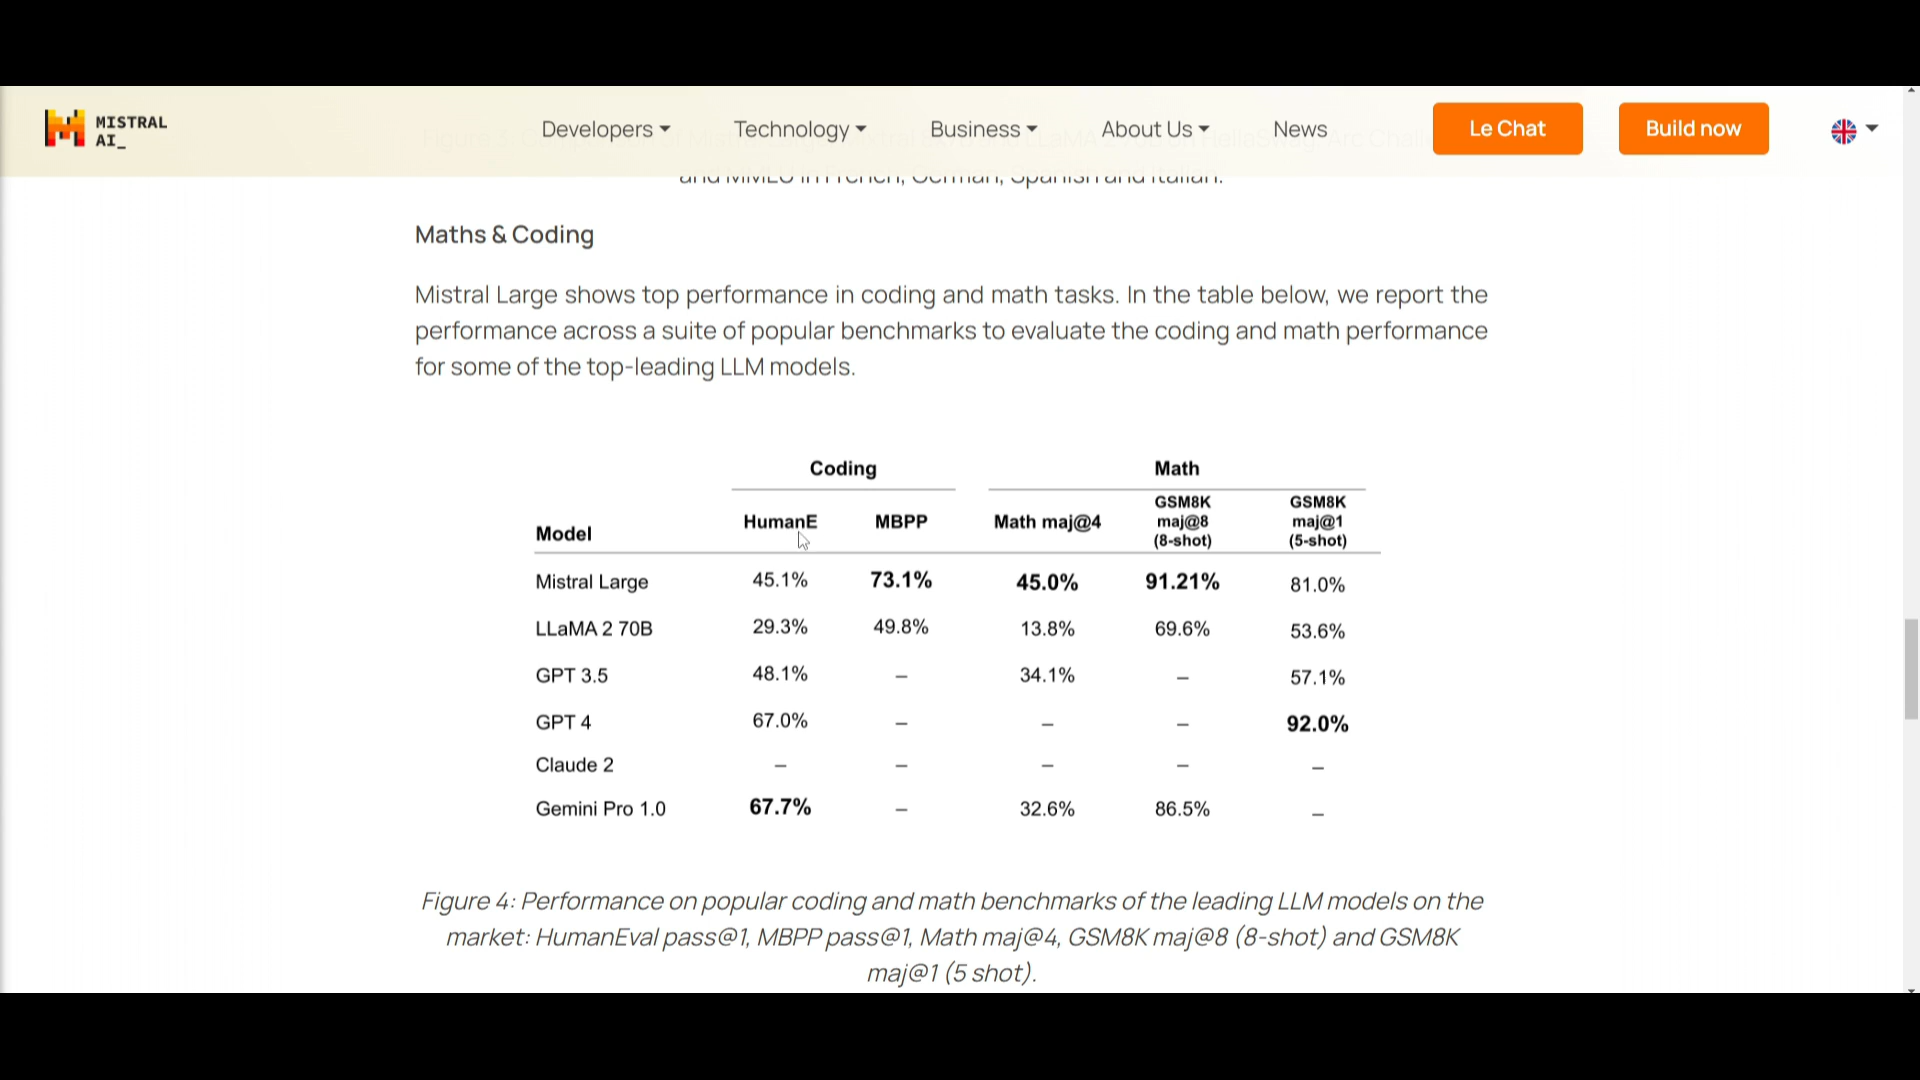 MISTRAL
AI_
Developers
Technology
Business
About Us
News
Le Chat
Build now
and MMLU in French, German, Spanish and Italian.
Maths & Coding
Mistral Large shows top performance in coding and math tasks. In the table below, we report the
performance across a suite of popular benchmarks to evaluate the coding and math performance
for some of the top-leading LLM models.
Coding Math
Model HumanE MBPP Math maj@4 GSM8K maj@8 (8-shot) GSM8K maj@1 (5-shot)
Mistral Large 45.1% 73.1% 45.0% 91.21% 81.0%
LLaMA 2 70B 29.3% 49.8% 13.8% 69.6% 53.6%
GPT 3.5 48.1% – 34.1% – 57.1%
GPT 4 67.0% – – – 92.0%
Claude 2 – – – – –
Gemini Pro 1.0 67.7% – 32.6% 86.5% –
Figure 4: Performance on popular coding and math benchmarks of the leading LLM models on the
market: HumanEval pass@1, MBPP pass@1, Math maj@4, GSM8K maj@8 (8-shot) and GSM8K
maj@1 (5 shot).